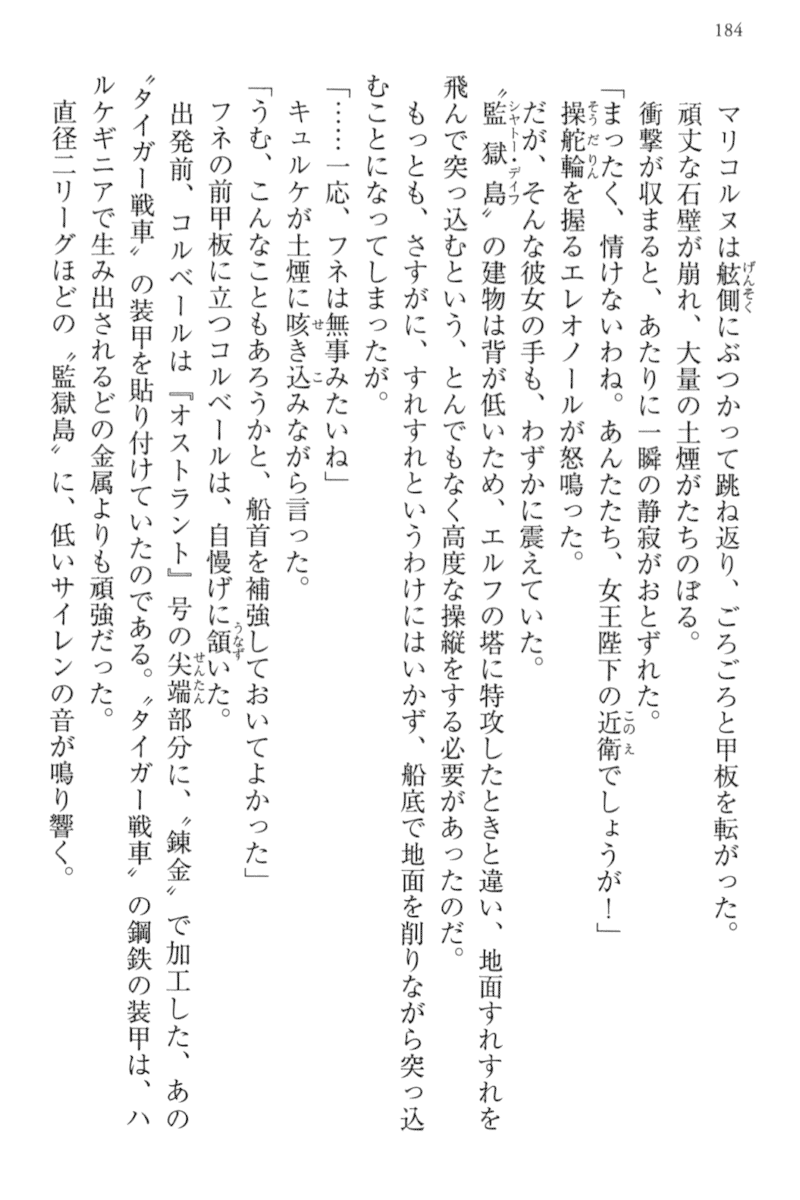 184
マリコルヌは舷側にぶつかって跳ね返り、ごろごろと甲板を転がった。
頑丈な石壁が崩れ、大量の土煙がたちのぼる。
衝撃が収まると、あたりに一瞬の静寂がおとずれた。
「まったく、情けないわね。あんたたち、女王陛下の近衛でしょうが！」
操舵輪を握るエレオノールが怒鳴った。
だが、そんな彼女の手も、わずかに震えていた。
〝監獄島〟の建物は背が低いため、エルフの塔に特攻したときと違い、地面すれすれを
飛んで突っ込むという、とんでもなく高度な操縦をする必要があったのだ。
もっとも、さすがに、すれすれというわけにはいかず、船底で地面を削りながら突っ込
むことになってしまったが。
「……一応、フネは無事みたいね」
キュルケが土煙に咳き込みながら言った。
「うむ、こんなこともあろうかと、船首を補強しておいてよかった」
フネの前甲板に立つコルベールは、自慢げに頷いた。
出発前、コルベールは『オストラント』号の尖端部分に、〝錬金〟で加工した、あの
〝タイガー戦車〟の装甲を貼り付けていたのである。〝タイガー戦車〟の鋼鉄の装甲は、ハ
ルケギニアで生み出されるどの金属よりも頑強だった。
直径二リーグほどの〝監獄島〟に、低いサイレンの音が鳴り響く。